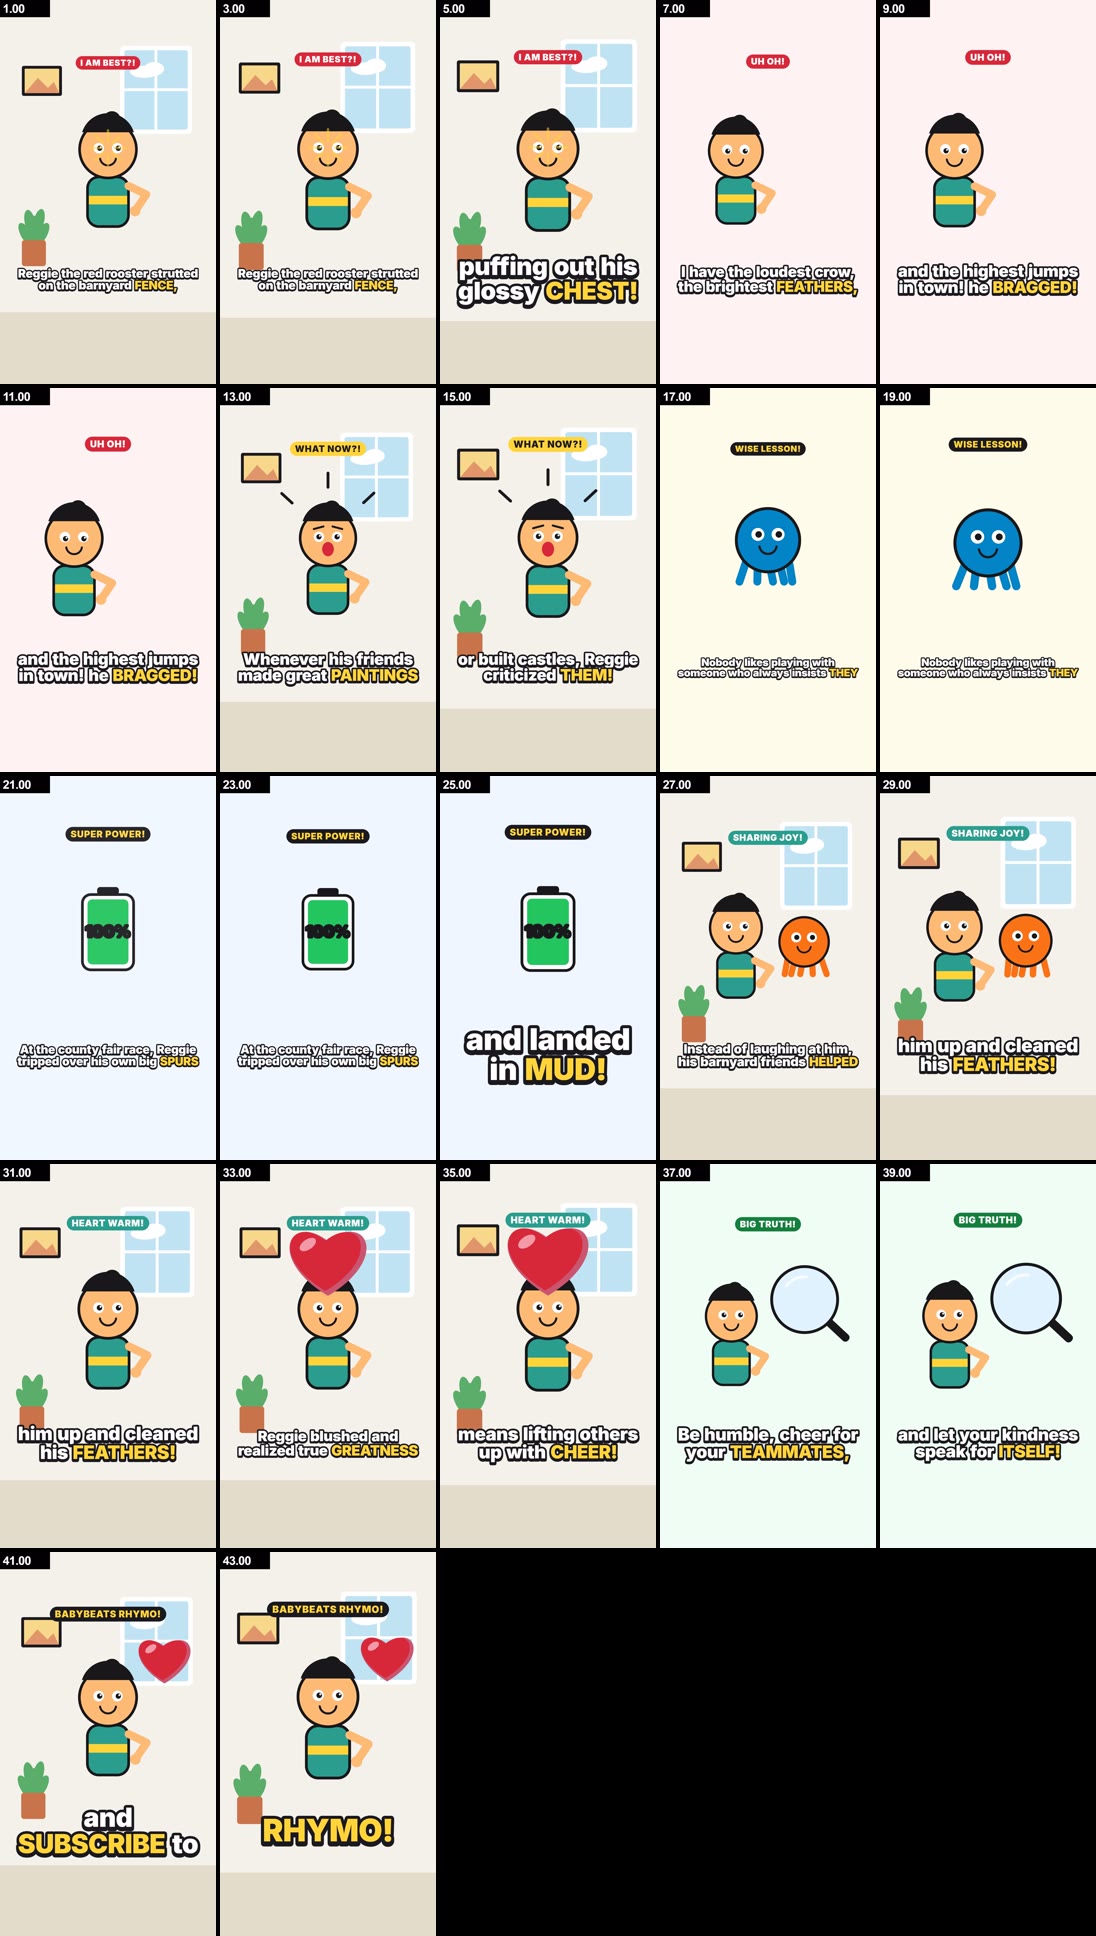 1.00
I AM BEST?!
Reggie the red rooster strutted
on the barnyard FENCE,
3.00
I AM BEST?!
Reggie the red rooster strutted
on the barnyard FENCE,
5.00
I AM BEST?!
puffing out his
glossy CHEST!
7.00
UH OH!
I have the loudest crow,
the brightest FEATHERS,
9.00
UH OH!
and the highest jumps
in town! he BRAGGED!
11.00
UH OH!
and the highest jumps
in town! he BRAGGED!
13.00
WHAT NOW?!
Whenever his friends
made great PAINTINGS
15.00
WHAT NOW?!
or built castles, Reggie
criticized THEM!
17.00
WISE LESSON!
Nobody likes playing with
someone who always insists THEY
19.00
WISE LESSON!
Nobody likes playing with
someone who always insists THEY
21.00
SUPER POWER!
100%
At the county fair race, Reggie
tripped over his own big SPURS
23.00
SUPER POWER!
100%
At the county fair race, Reggie
tripped over his own big SPURS
25.00
SUPER POWER!
100%
and landed
in MUD!
27.00
SHARING JOY!
Instead of laughing at him,
his barnyard friends HELPED
29.00
SHARING JOY!
him up and cleaned
his FEATHERS!
31.00
HEART WARM!
him up and cleaned
his FEATHERS!
33.00
HEART WARM!
Reggie blushed and
realized true GREATNESS
35.00
HEART WARM!
means lifting others
up with CHEER!
37.00
BIG TRUTH!
Be humble, cheer for
your TEAMMATES,
39.00
BIG TRUTH!
and let your kindness
speak for ITSELF!
41.00
BABYBEATS RHYMO!
and
SUBSCRIBE to
43.00
BABYBEATS RHYMO!
RHYMO!